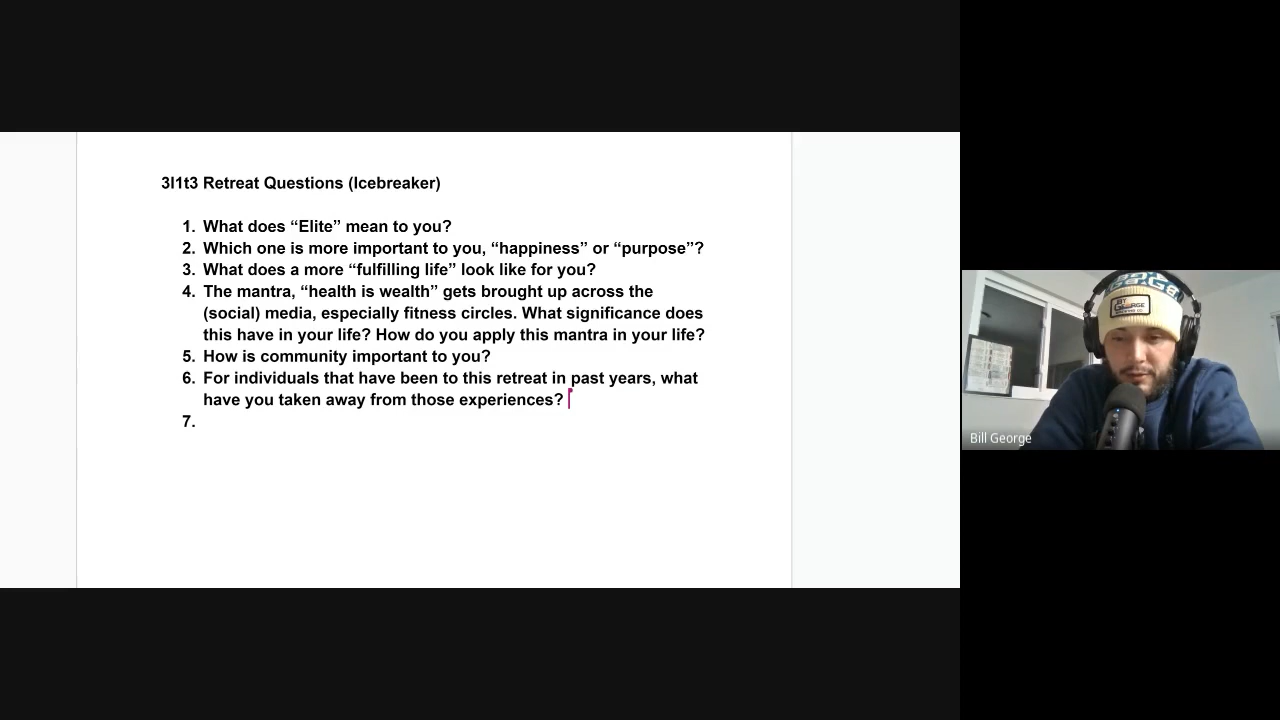 3l1t3 Retreat Questions (Icebreaker)
1. What does “Elite” mean to you?
2. Which one is more important to you, “happiness” or “purpose”?
3. What does a more “fulfilling life” look like for you?
4. The mantra, “health is wealth” gets brought up across the
(social) media, especially fitness circles. What significance does
this have in your life? How do you apply this mantra in your life?
5. How is community important to you?
6. For individuals that have been to this retreat in past years, what
have you taken away from those experiences?
7.
Bill George